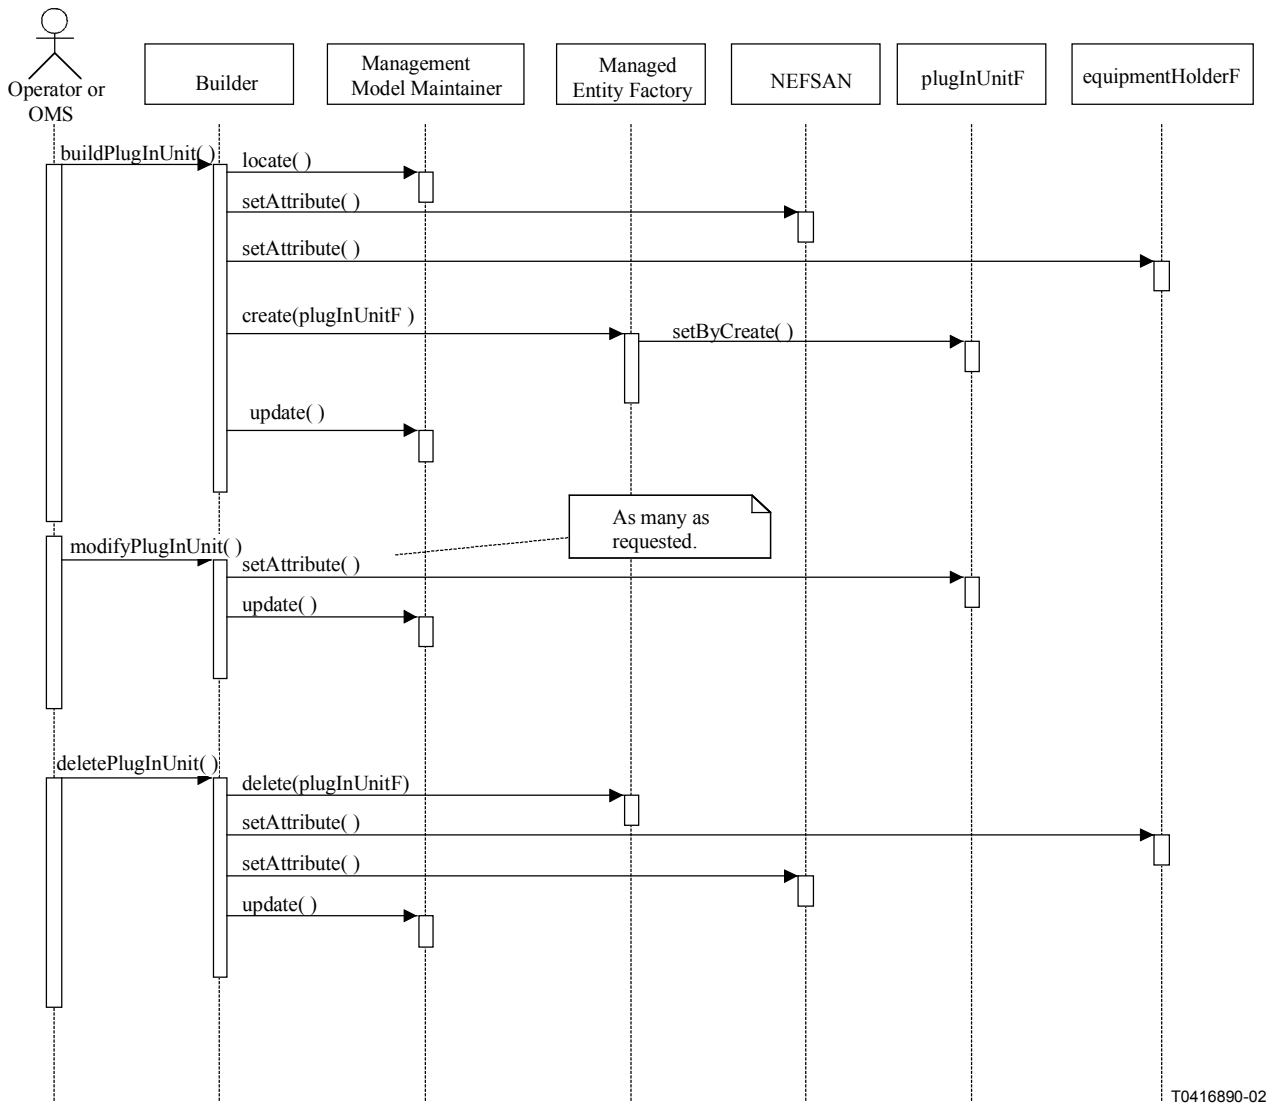 Operator or
OMS
Builder
Management
Model Maintainer
Managed
Entity Factory
NEFSAN
plugInUnitF
equipmentHolderF
buildPlugInUnit( )
locate( )
setAttribute( )
setAttribute( )
create(plugInUnitF )
setByCreate( )
update( )
As many as
requested.
modifyPlugInUnit( )
setAttribute( )
update( )
deletePlugInUnit( )
delete(plugInUnitF)
setAttribute( )
setAttribute( )
update( )
T0416890-02